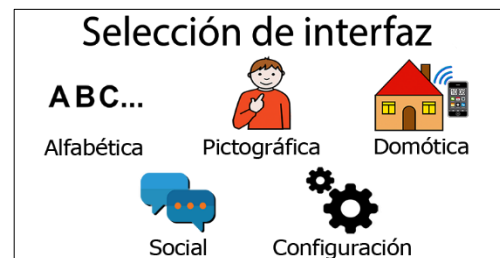 Selección de interfaz
ABC...
Alfabética Pictográfica Domótica
Social Configuración